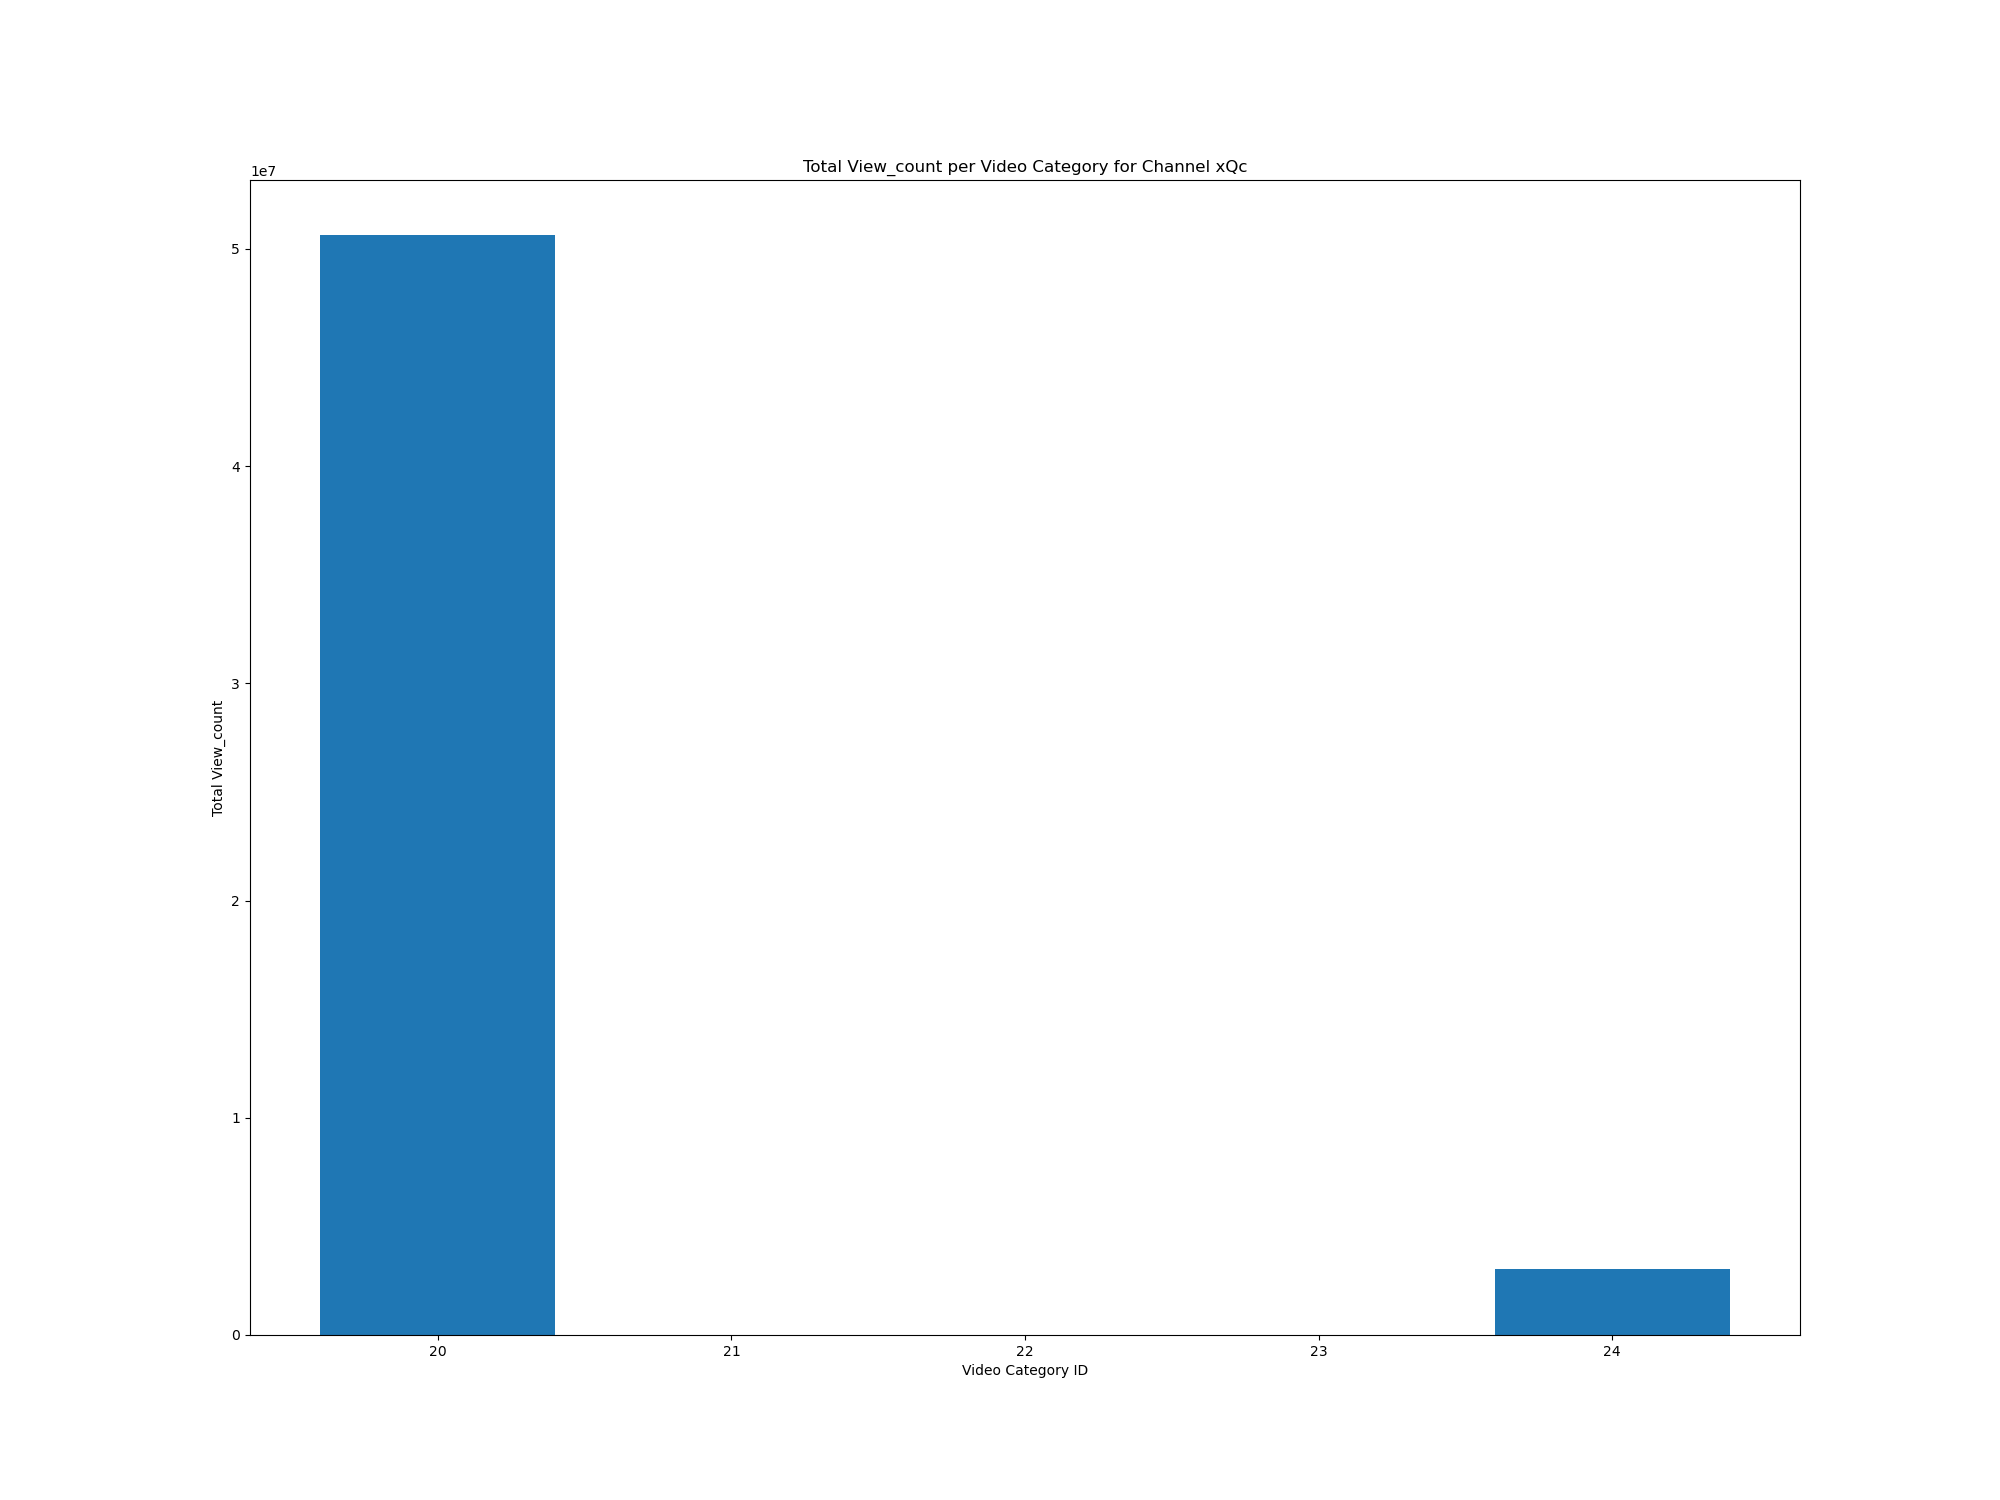 Total View_count per Video Category for Channel xQc
1e7
5
4
3
2
1
0
Total View_count
20 21 22 23 24
Video Category ID